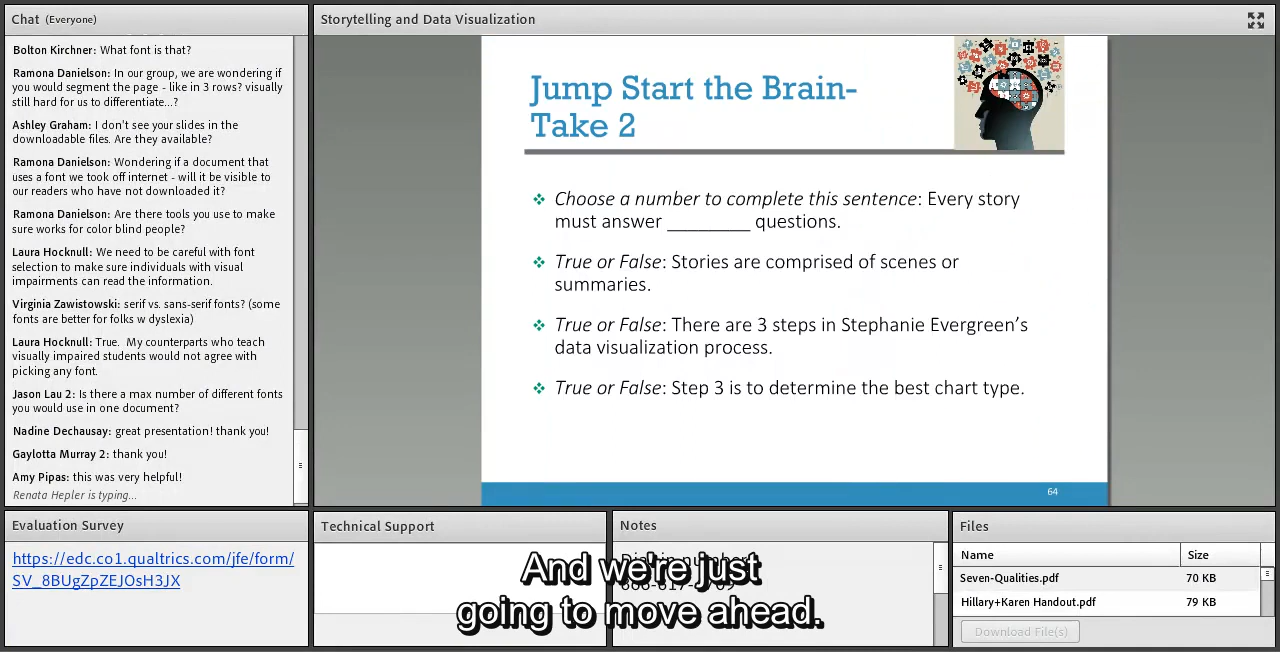 Chat (Everyone)
Bolton Kirchner: What font is that?
Ramona Danielson: In our group, we are wondering if
you would segment the page - like in 3 rows? visually
still hard for us to differentiate...?
Ashley Graham: I don't see your slides in the
downloadable files. Are they available?
Ramona Danielson: Wondering if a document that
uses a font we took off internet - will it be visible to
our readers who have not downloaded it?
Ramona Danielson: Are there tools you use to make
sure works for color blind people?
Laura Hocknull: We need to be careful with font
selection to make sure individuals with visual
impairments can read the information.
Virginia Zawistowski: serif vs. sans-serif fonts? (some
fonts are better for folks w dyslexia)
Laura Hocknull: True. My counterparts who teach
visually impaired students would not agree with
picking any font.
Jason Lau 2: Is there a max number of different fonts
you would use in one document?
Nadine Dechausay: great presentation! thank you!
Gaylotta Murray 2: thank you!
Amy Pipas: this was very helpful!
Renata Hepler is typing...
Storytelling and Data Visualization
Jump Start the Brain-
Take 2
Choose a number to complete this sentence: Every story
must answer ________ questions.
True or False: Stories are comprised of scenes or
summaries.
True or False: There are 3 steps in Stephanie Evergreen's
data visualization process.
True or False: Step 3 is to determine the best chart type.
64
Evaluation Survey
https://edc.co1.qualtrics.com/jfe/form/
SV_8BUgZpZEJOsH3JX
Technical Support
Notes
And we're just
going to move ahead.
Files
Name Size
Seven-Qualities.pdf 70 KB
Hillary+Karen Handout.pdf 79 KB
Download File(s)